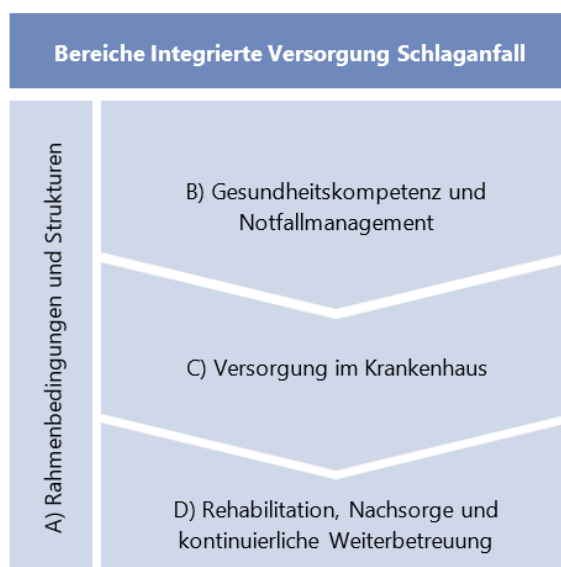 Bereiche Integrierte Versorgung Schlaganfall
A) Rahmenbedingungen und Strukturen
B) Gesundheitskompetenz und
Notfallmanagement
C) Versorgung im Krankenhaus
D) Rehabilitation, Nachsorge und
kontinuierliche Weiterbetreuung